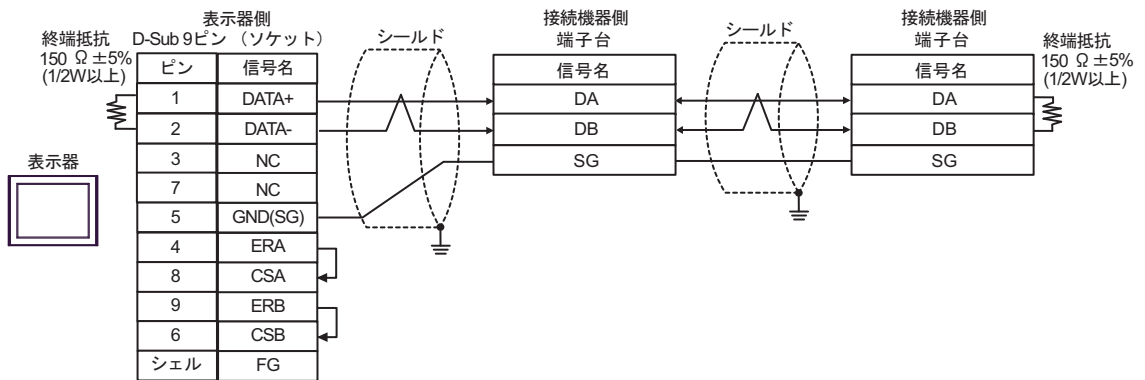 表示器側
D-Sub 9ピン （ソケット）
終端抵抗
150 Ω ±5%
(1/2W以上)
ピン 信号名
1 DATA+
2 DATA-
3 NC
7 NC
5 GND(SG)
4 ERA
8 CSA
9 ERB
6 CSB
シェル FG
表示器
シールド
接続機器側
端子台
信号名
DA
DB
SG
シールド
接続機器側
端子台
信号名
DA
DB
SG
終端抵抗
150 Ω ±5%
(1/2W以上)